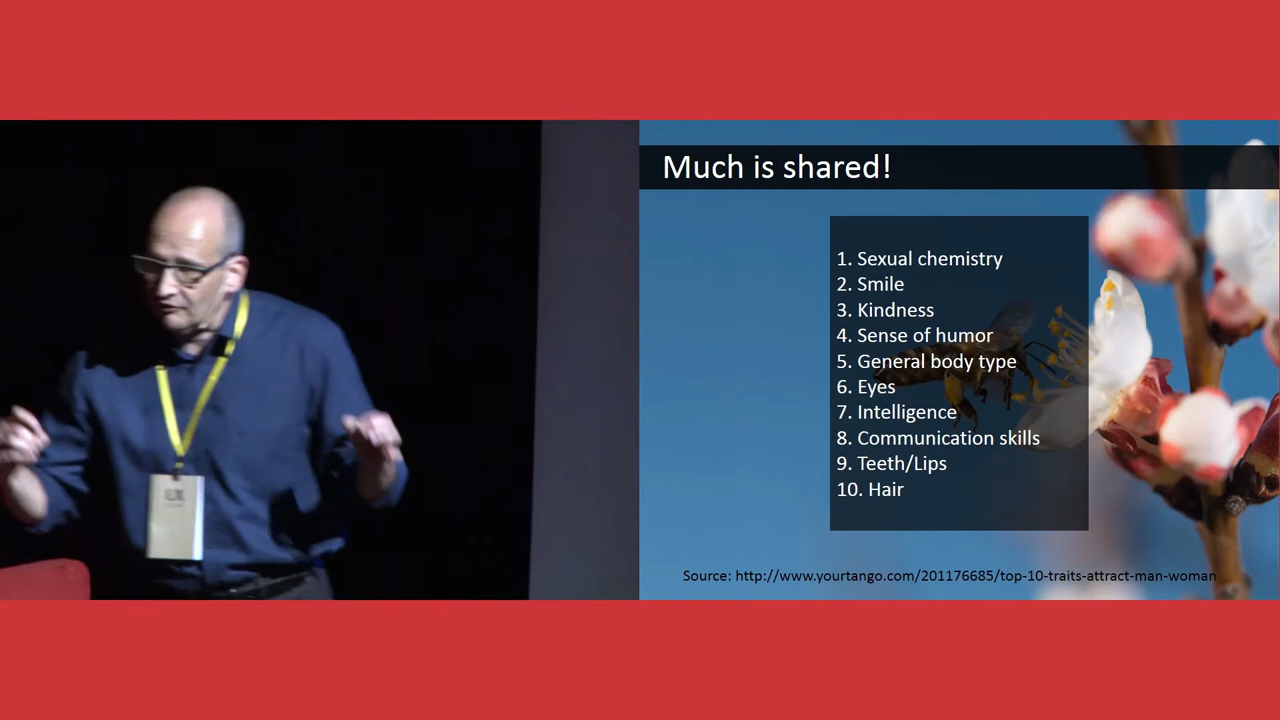 Much is shared!
1. Sexual chemistry
2. Smile
3. Kindness
4. Sense of humor
5. General body type
6. Eyes
7. Intelligence
8. Communication skills
9. Teeth/Lips
10. Hair
Source: http://www.yourtango.com/201176685/top-10-traits-attract-man-woman